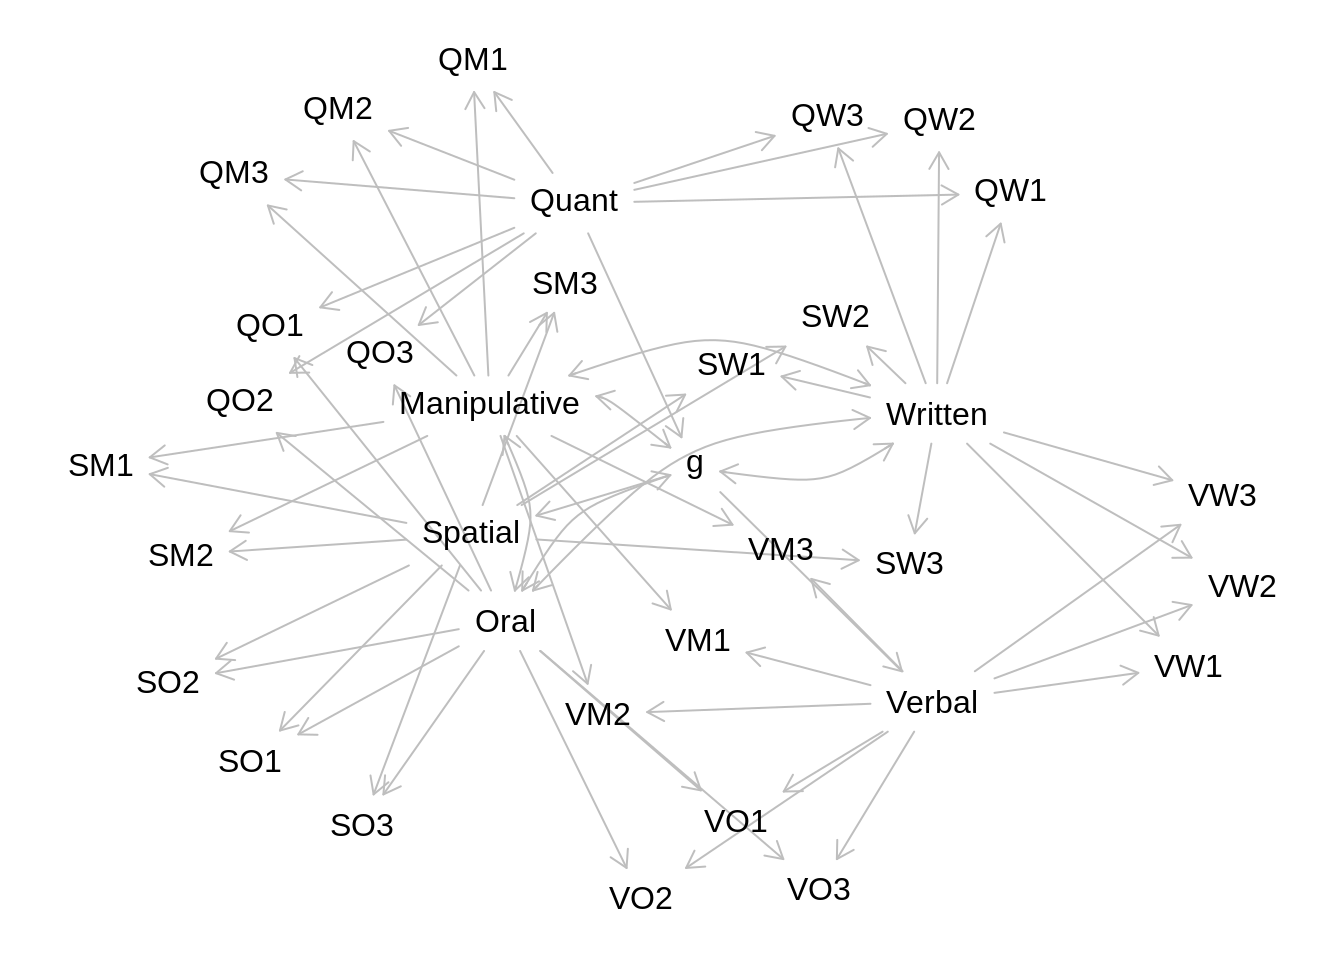 QM1
QM2
QW3
QW2
QM3
QW1
Quant
SM3
SW2
QO1
QO3
SW1
QO2
Manipulative
Written
SM1
g
VW3
Spatial
VM3
SM2
SW3
VW2
Oral
VM1
VW1
SO2
Verbal
VM2
SO1
VO1
SO3
VO3
VO2